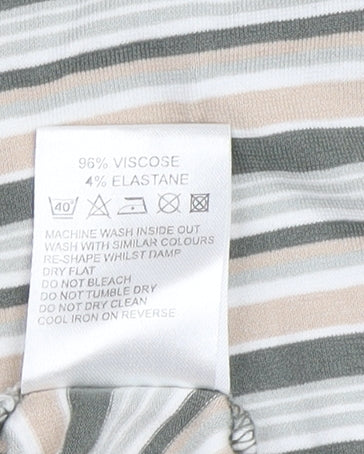 96% VISCOSE
4% ELASTANE
40°
MACHINE WASH INSIDE OUT
WASH WITH SIMILAR COLOURS
RE-SHAPE WHILST DAMP
DRY FLAT
DO NOT BLEACH
DO NOT TUMBLE DRY
DO NOT DRY CLEAN
COOL IRON ON REVERSE